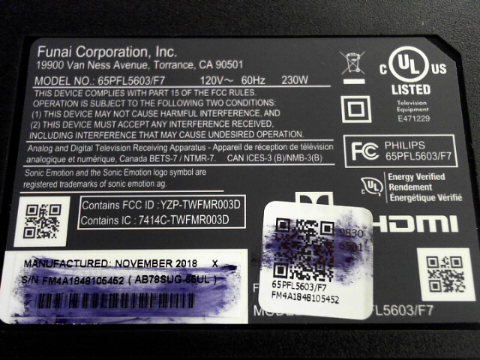 Funai Corporation, Inc.
19900 Van Ness Avenue, Torrance, CA 90501
MODEL NO.: 65PFL5603/F7 120V~ 60Hz 230W
THIS DEVICE COMPLIES WITH PART 15 OF THE FCC RULES.
OPERATION IS SUBJECT TO THE FOLLOWING TWO CONDITIONS:
(1) THIS DEVICE MAY NOT CAUSE HARMFUL INTERFERENCE, AND
(2) THIS DEVICE MUST ACCEPT ANY INTERFERENCE RECEIVED,
INCLUDING INTERFERENCE THAT MAY CAUSE UNDESIRED OPERATION.
Analog and Digital Television Receiving Apparatus - Appareil de réception de télévision
analogique et numérique, Canada BETS-7 / NTMR-7. CAN ICES-3 (B)/NMB-3(B)
Sonic Emotion and the Sonic Emotion logo symbol are
registered trademarks of sonic emotion ag.
C UL US
LISTED
Television
Equipment
E471229
FC PHILIPS
65PFL5603/F7
UL Energy Verified
Rendement
Énergétique Vérifié
Contains FCC ID : YZP-TWFMR003D
Contains IC : 7414C-TWFMR003D
HDMI
MANUFACTURED: NOVEMBER 2018 X
S/N FM4A1848105452 ( AB78SUG-65UL )
65PFL5603/F7
FM4A1848105452